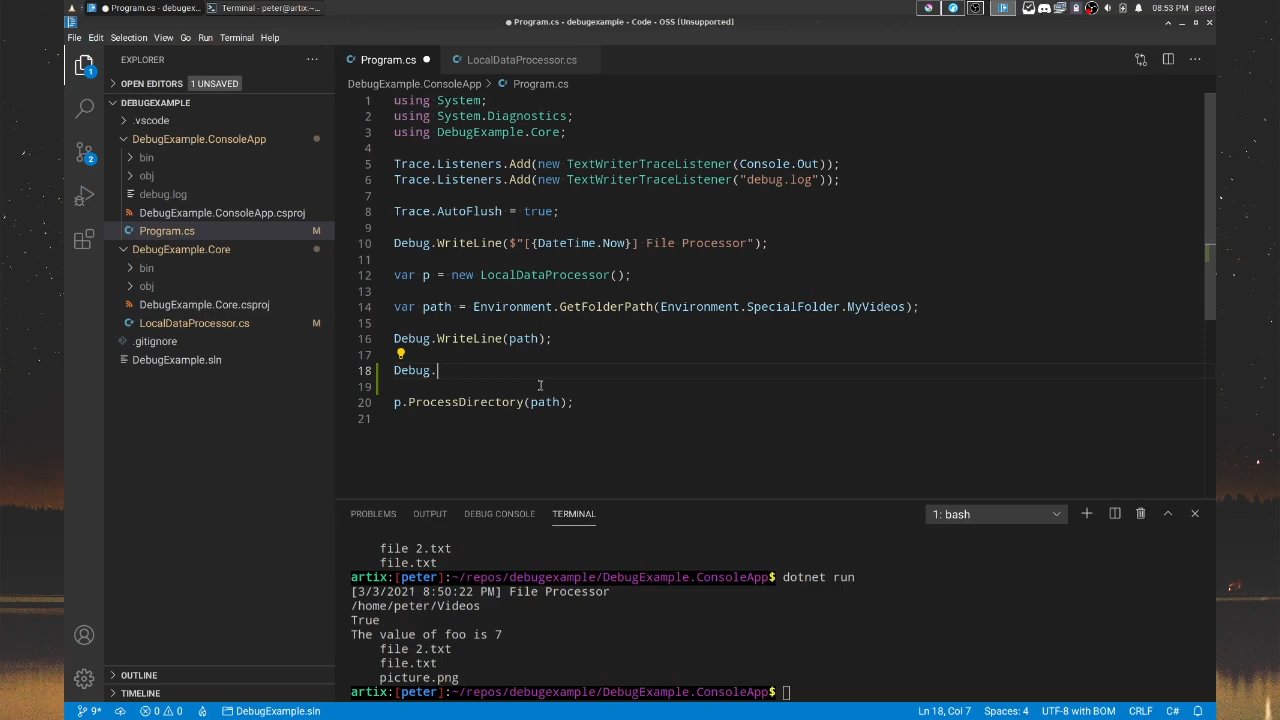 Program.cs - debugexample - ...
Terminal - peter@artix:~...
08:53 PM
peter
Program.cs - debugexample - Code - OSS [Unsupported]
File Edit Selection View Go Run Terminal Help
EXPLORER
OPEN EDITORS 1 UNSAVED
DEBUGEXAMPLE
.vscode
DebugExample.ConsoleApp
bin
obj
debug.log
DebugExample.ConsoleApp.csproj
Program.cs M
DebugExample.Core
bin
obj
DebugExample.Core.csproj
LocalDataProcessor.cs M
.gitignore
DebugExample.sln
OUTLINE
TIMELINE
1
2
Program.cs
LocalDataProcessor.cs
DebugExample.ConsoleApp > Program.cs
1 using System;
2 using System.Diagnostics;
3 using DebugExample.Core;
4
5 Trace.Listeners.Add(new TextWriterTraceListener(Console.Out));
6 Trace.Listeners.Add(new TextWriterTraceListener("debug.log"));
7
8 Trace.AutoFlush = true;
9
10 Debug.WriteLine($"[{DateTime.Now}] File Processor");
11
12 var p = new LocalDataProcessor();
13
14 var path = Environment.GetFolderPath(Environment.SpecialFolder.MyVideos);
15
16 Debug.WriteLine(path);
17
18 Debug.
19
20 p.ProcessDirectory(path);
21
PROBLEMS OUTPUT DEBUG CONSOLE TERMINAL
1: bash
file 2.txt
file.txt
artix:[peter]:~/repos/debugexample/DebugExample.ConsoleApp$ dotnet run
[3/3/2021 8:50:22 PM] File Processor
/home/peter/Videos
True
The value of foo is 7
file 2.txt
file.txt
picture.png
artix:[peter]:~/repos/debugexample/DebugExample.ConsoleApp$
9* 0 0 DebugExample.sln
Ln 18, Col 7 Spaces: 4 UTF-8 with BOM CRLF C#